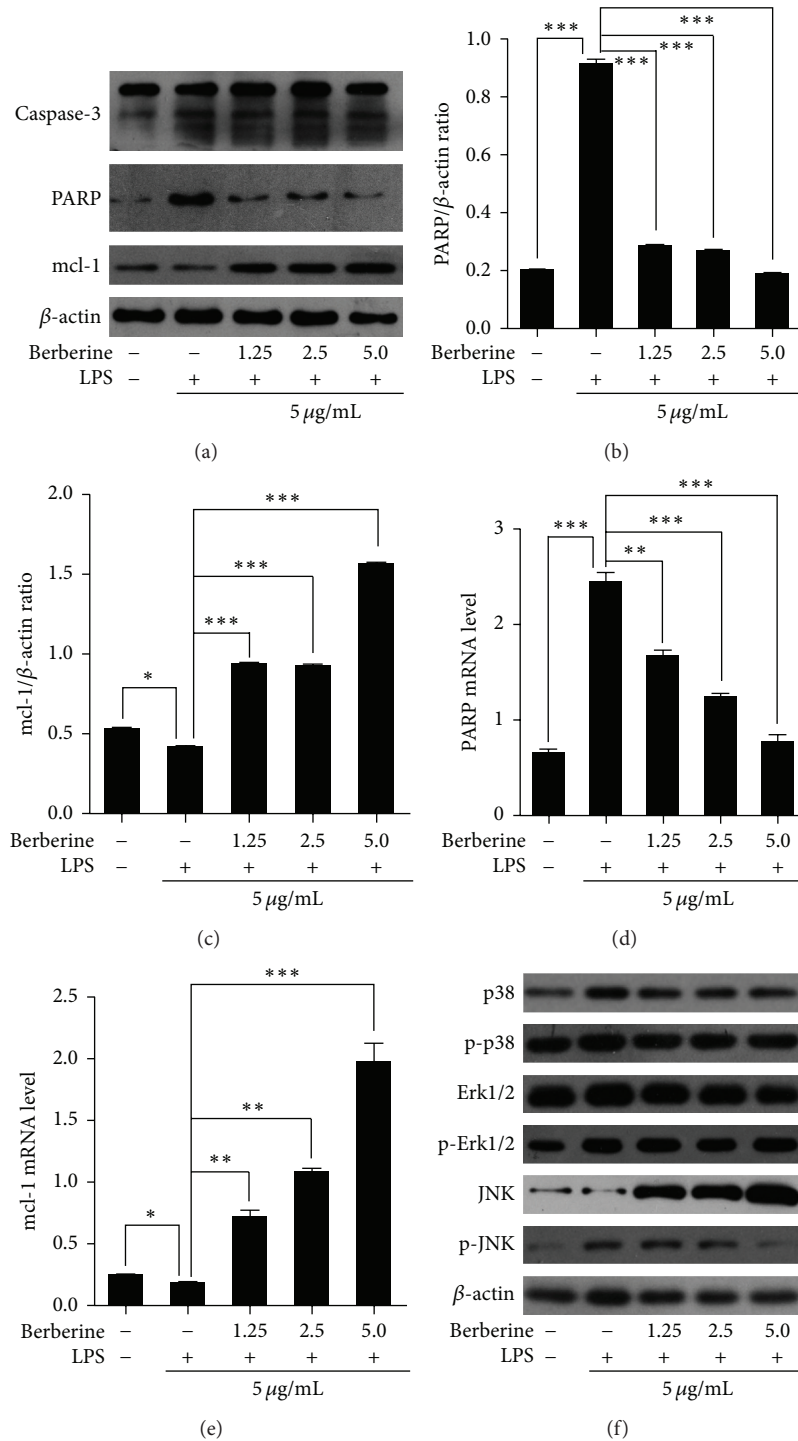 Caspase-3
PARP
mcl-1
β-actin
Berberine − − 1.25 2.5 5.0
LPS − + + + +
5 μg/mL
(a)
PARP/β-actin ratio
1.0
0.8
0.6
0.4
0.2
0.0
***
***
***
***
Berberine − − 1.25 2.5 5.0
LPS − + + + +
5 μg/mL
(b)
mcl-1/β-actin ratio
2.0
1.5
1.0
0.5
0.0
***
***
***
*
Berberine − − 1.25 2.5 5.0
LPS − + + + +
5 μg/mL
(c)
PARP mRNA level
3
2
1
0
***
***
***
**
Berberine − − 1.25 2.5 5.0
LPS − + + + +
5 μg/mL
(d)
mcl-1 mRNA level
2.5
2.0
1.5
1.0
0.5
0.0
***
**
**
*
Berberine − − 1.25 2.5 5.0
LPS − + + + +
5 μg/mL
(e)
p38
p-p38
Erk1/2
p-Erk1/2
JNK
p-JNK
β-actin
Berberine − − 1.25 2.5 5.0
LPS − + + + +
5 μg/mL
(f)